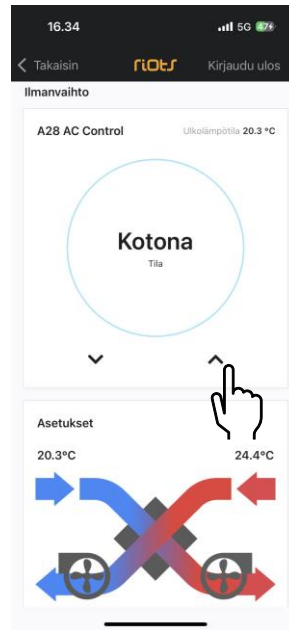 16.34 5G 47
Takaisin riots Kirjaudu ulos
Ilmanvaihto
A28 AC Control Ulkolämpötila 20.3 °C
Kotona
Tila
Asetukset
20.3°C 24.4°C